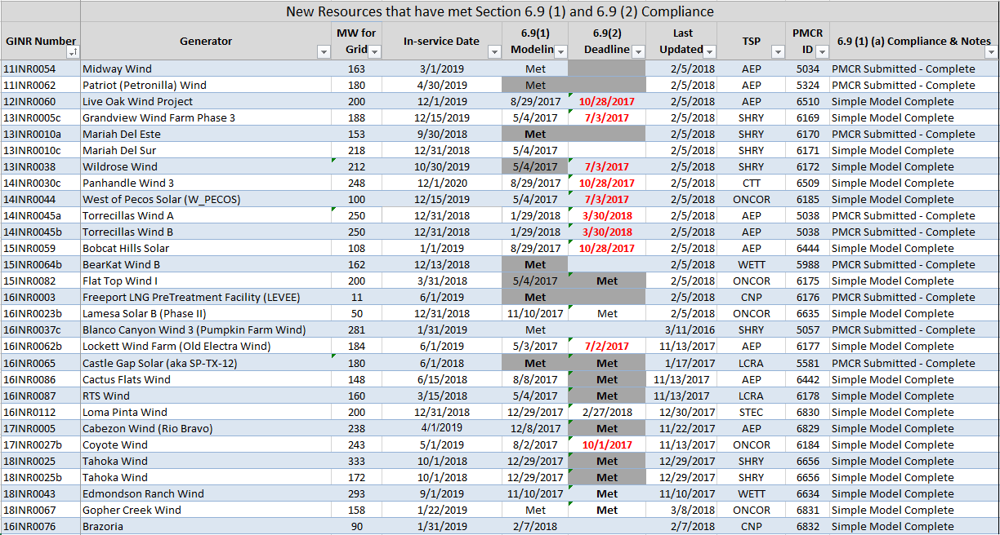 New Resources that have met Section 6.9 (1) and 6.9 (2) Compliance
GINR Number Generator MW for Grid In-service Date 6.9(1) Modelin 6.9(2) Deadline Last Updated TSP PMCR ID 6.9 (1) (a) Compliance & Notes
11INR0054 Midway Wind 163 3/1/2019 Met 2/5/2018 AEP 5034 PMCR Submitted - Complete
11INR0062 Patriot (Petronilla) Wind 180 4/30/2019 Met 2/5/2018 AEP 5324 PMCR Submitted - Complete
12INR0060 Live Oak Wind Project 200 12/1/2019 8/29/2017 10/28/2017 2/5/2018 AEP 6510 Simple Model Complete
13INR0005c Grandview Wind Farm Phase 3 188 12/15/2019 5/4/2017 7/3/2017 2/5/2018 SHRY 6169 Simple Model Complete
13INR0010a Mariah Del Este 153 9/30/2018 Met 2/5/2018 SHRY 6170 PMCR Submitted - Complete
13INR0010c Mariah Del Sur 218 12/31/2018 5/4/2017 2/5/2018 SHRY 6171 Simple Model Complete
13INR0038 Wildrose Wind 212 10/30/2019 5/4/2017 7/3/2017 2/5/2018 SHRY 6172 Simple Model Complete
14INR0030c Panhandle Wind 3 248 12/1/2020 8/29/2017 10/28/2017 2/5/2018 CTT 6509 Simple Model Complete
14INR0044 West of Pecos Solar (W_PECOS) 100 12/15/2019 5/4/2017 7/3/2017 2/5/2018 ONCOR 6185 Simple Model Complete
14INR0045a Torrecillas Wind A 250 12/31/2018 1/29/2018 3/30/2018 2/5/2018 AEP 5038 PMCR Submitted - Complete
14INR0045b Torrecillas Wind B 250 12/31/2018 1/29/2018 3/30/2018 2/5/2018 AEP 5038 PMCR Submitted - Complete
15INR0059 Bobcat Hills Solar 108 1/1/2019 8/29/2017 10/28/2017 2/5/2018 AEP 6444 Simple Model Complete
15INR0064b BearKat Wind B 162 12/13/2018 Met 2/5/2018 WETT 5988 PMCR Submitted - Complete
15INR0082 Flat Top Wind I 200 3/31/2018 5/4/2017 Met 2/5/2018 ONCOR 6175 Simple Model Complete
16INR0003 Freeport LNG PreTreatment Facility (LEVEE) 11 6/1/2019 Met 2/5/2018 CNP 6176 PMCR Submitted - Complete
16INR0023b Lamesa Solar B (Phase II) 50 12/31/2018 11/10/2017 Met 2/5/2018 ONCOR 6635 Simple Model Complete
16INR0037c Blanco Canyon Wind 3 (Pumpkin Farm Wind) 281 1/31/2019 Met 3/11/2016 SHRY 5057 PMCR Submitted - Complete
16INR0062b Lockett Wind Farm (Old Electra Wind) 184 6/1/2019 5/3/2017 7/2/2017 11/13/2017 AEP 6177 Simple Model Complete
16INR0065 Castle Gap Solar (aka SP-TX-12) 180 6/1/2018 Met Met 1/17/2017 LCRA 5581 PMCR Submitted - Complete
16INR0086 Cactus Flats Wind 148 6/15/2018 8/8/2017 Met 11/13/2017 AEP 6442 Simple Model Complete
16INR0087 RTS Wind 160 3/15/2018 5/4/2017 Met 11/13/2017 LCRA 6178 Simple Model Complete
16INR0112 Loma Pinta Wind 200 12/31/2018 12/29/2017 2/27/2018 12/30/2017 STEC 6830 Simple Model Complete
17INR0005 Cabezon Wind (Rio Bravo) 238 4/1/2019 12/8/2017 Met 11/22/2017 AEP 6829 Simple Model Complete
17INR0027b Coyote Wind 243 5/1/2019 8/2/2017 10/1/2017 11/13/2017 ONCOR 6184 Simple Model Complete
18INR0025 Tahoka Wind 333 10/1/2018 12/29/2017 Met 12/29/2017 SHRY 6656 Simple Model Complete
18INR0025b Tahoka Wind 172 10/1/2018 12/29/2017 Met 12/29/2017 SHRY 6656 Simple Model Complete
18INR0043 Edmondson Ranch Wind 293 9/1/2019 11/10/2017 Met 11/10/2017 WETT 6634 Simple Model Complete
18INR0067 Gopher Creek Wind 158 1/22/2019 Met Met 3/8/2018 ONCOR 6831 Simple Model Complete
16INR0076 Brazoria 90 1/31/2019 2/7/2018 2/7/2018 CNP 6832 Simple Model Complete